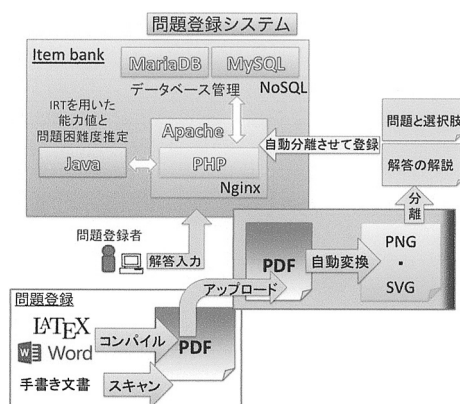 問題登録システム
Item bank
MariaDB
MySQL
データベース管理
NoSQL
IRTを用いた
能力値と
問題困難度推定
Apache
Java
PHP
Nginx
自動分離させて登録
問題と選択肢
解答の解説
分離
問題登録者
解答入力
PDF
自動変換
PNG
・
SVG
アップロード
問題登録
LATEX
W
Word
コンパイル
PDF
手書き文書
スキャン